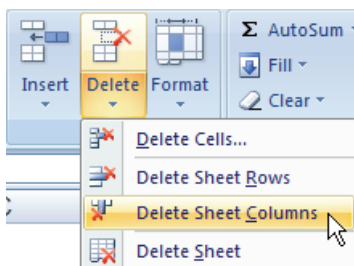 Σ AutoSum
Fill
Insert Delete Format
Clear
Delete Cells...
Delete Sheet Rows
Delete Sheet Columns
Delete Sheet